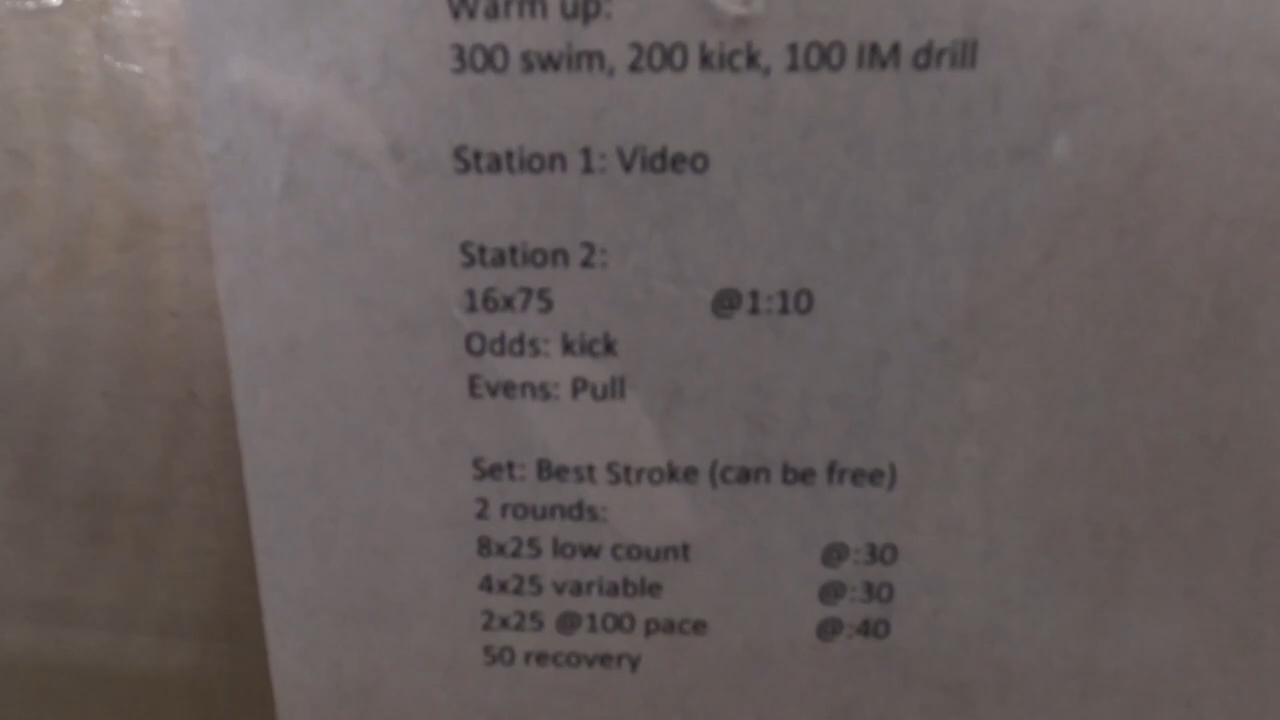 Warm up:
300 swim, 200 kick, 100 IM drill
Station 1: Video
Station 2:
16x75 @1:10
Odds: kick
Evens: Pull
Set: Best Stroke (can be free)
2 rounds:
8x25 low count @:30
4x25 variable @:30
2x25 @100 pace @:40
50 recovery